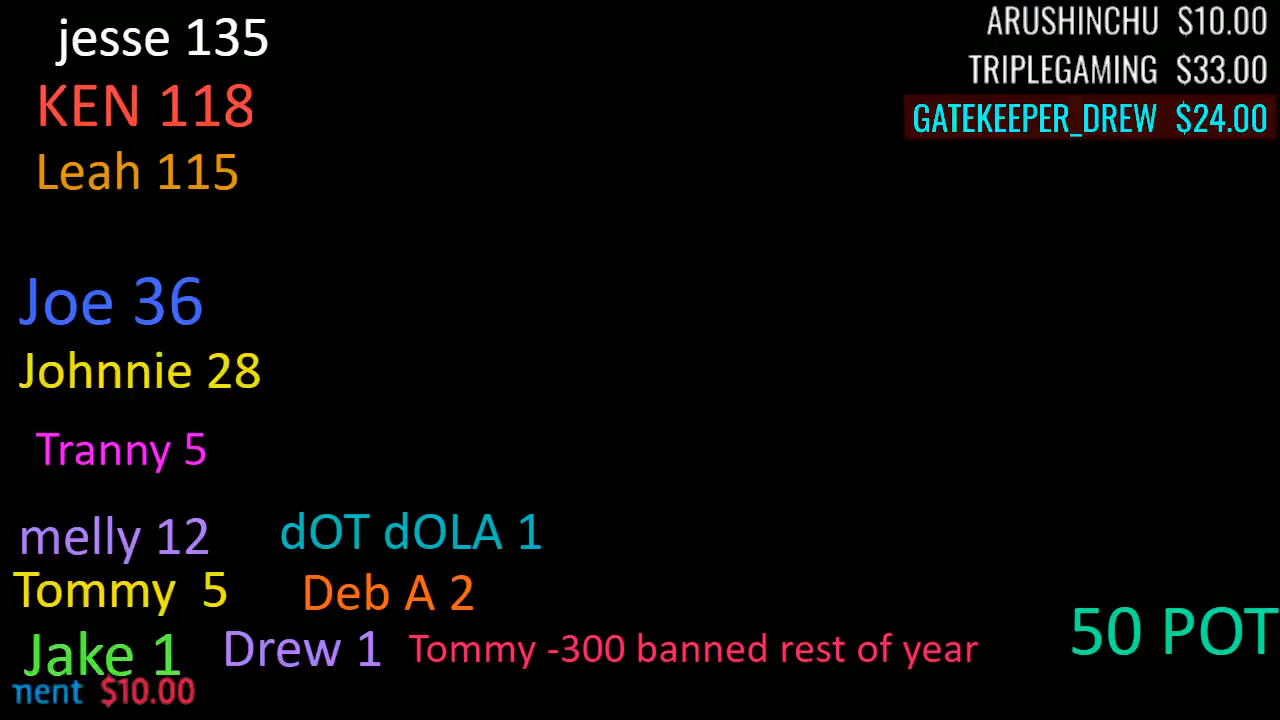 jesse 135
KEN 118
Leah 115
Joe 36
Johnnie 28
Tranny 5
melly 12
dOT dOLA 1
Tommy 5
Deb A 2
Jake 1
Drew 1
Tommy -300 banned rest of year
$10.00
ARUSHINCHU $10.00
TRIPLEGAMING $33.00
GATEKEEPER_DREW $24.00
50 POT